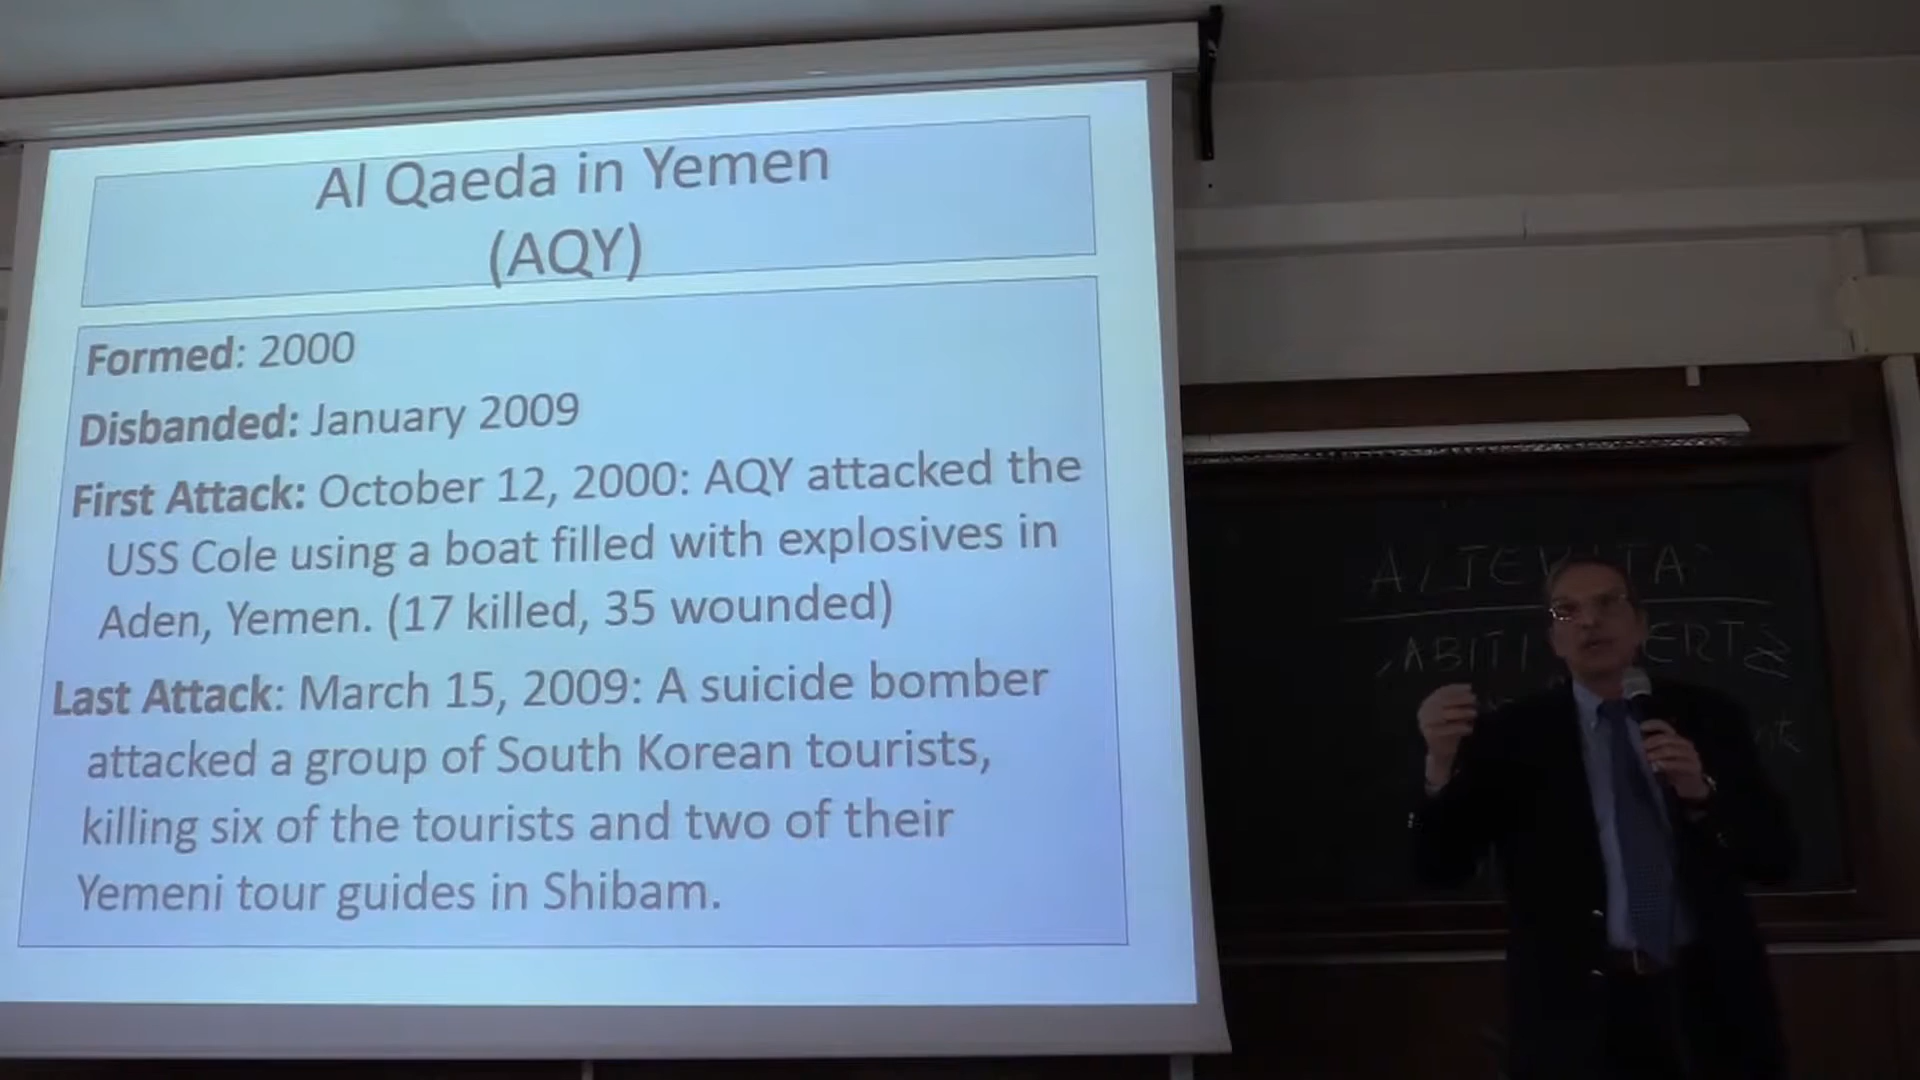 Al Qaeda in Yemen
(AQY)
Formed: 2000
Disbanded: January 2009
First Attack: October 12, 2000: AQY attacked the
USS Cole using a boat filled with explosives in
Aden, Yemen. (17 killed, 35 wounded)
Last Attack: March 15, 2009: A suicide bomber
attacked a group of South Korean tourists,
killing six of the tourists and two of their
Yemeni tour guides in Shibam.